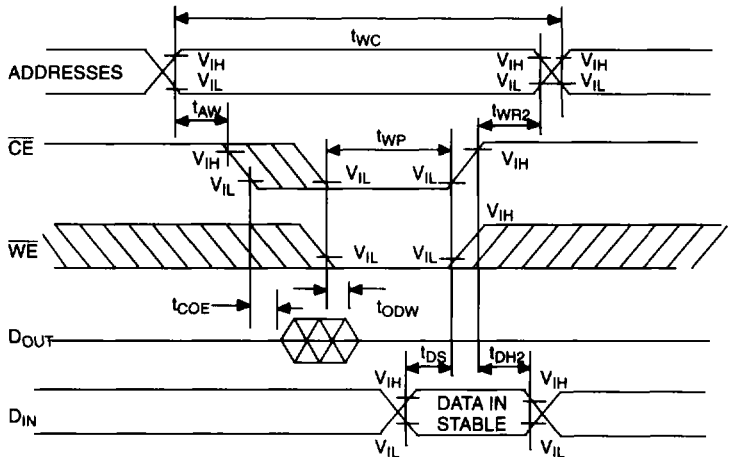 tWC
ADDRESSES VIH VIH VIH
VIL VIL VIL
tAW tWR2
CE tWP
VIH VIH
VIL VIL VIL
VIH
WE VIL VIL
tCOE tODW
DOUT
tDS tDH2
VIH VIH
DIN DATA IN
STABLE
VIL VIL